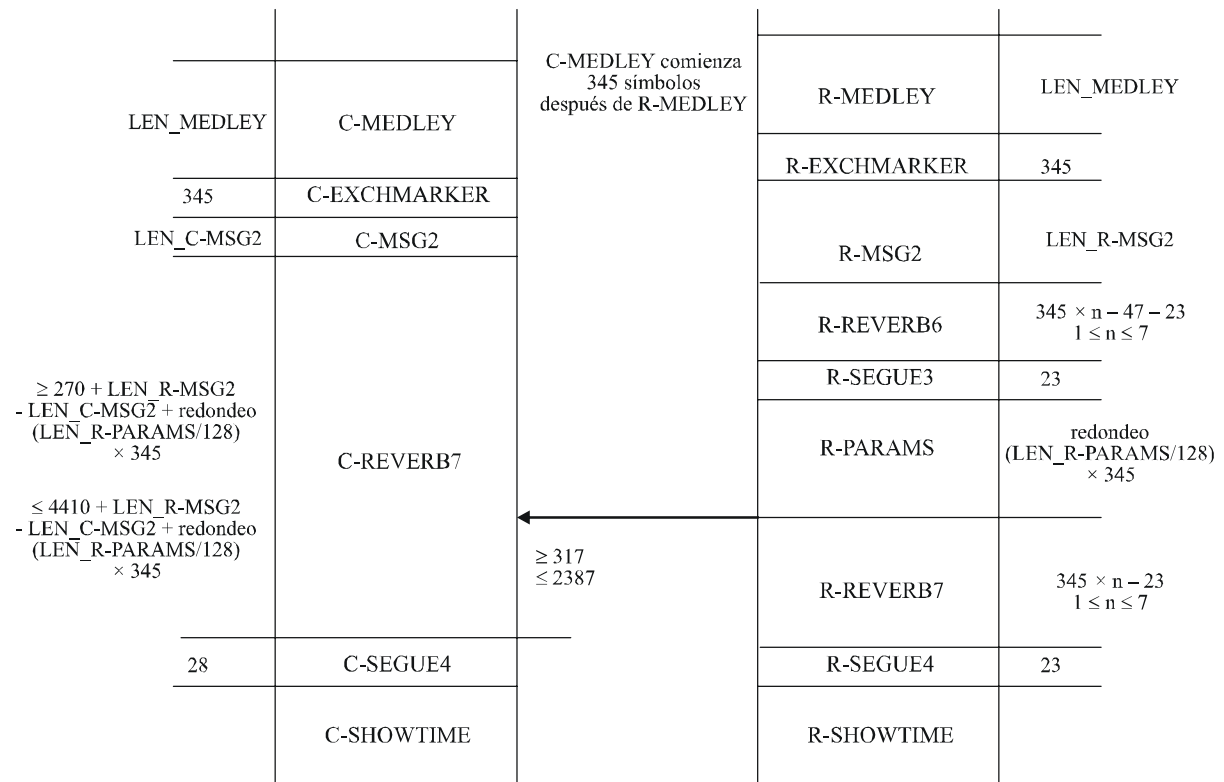 LEN_MEDLEY
C-MEDLEY
345
C-EXCHMARKER
LEN_C-MSG2
C-MSG2
≥ 270 + LEN_R-MSG2
- LEN_C-MSG2 + redondeo
(LEN_R-PARAMS/128)
× 345
≤ 4410 + LEN_R-MSG2
- LEN_C-MSG2 + redondeo
(LEN_R-PARAMS/128)
× 345
C-REVERB7
28
C-SEGUE4
C-SHOWTIME
C-MEDLEY comienza
345 símbolos
después de R-MEDLEY
≥ 317
≤ 2387
R-MEDLEY
LEN_MEDLEY
R-EXCHMARKER
345
R-MSG2
LEN_R-MSG2
R-REVERB6
345 × n – 47 – 23
1 ≤ n ≤ 7
R-SEGUE3
23
R-PARAMS
redondeo
(LEN_R-PARAMS/128)
× 345
R-REVERB7
345 × n – 23
1 ≤ n ≤ 7
R-SEGUE4
23
R-SHOWTIME